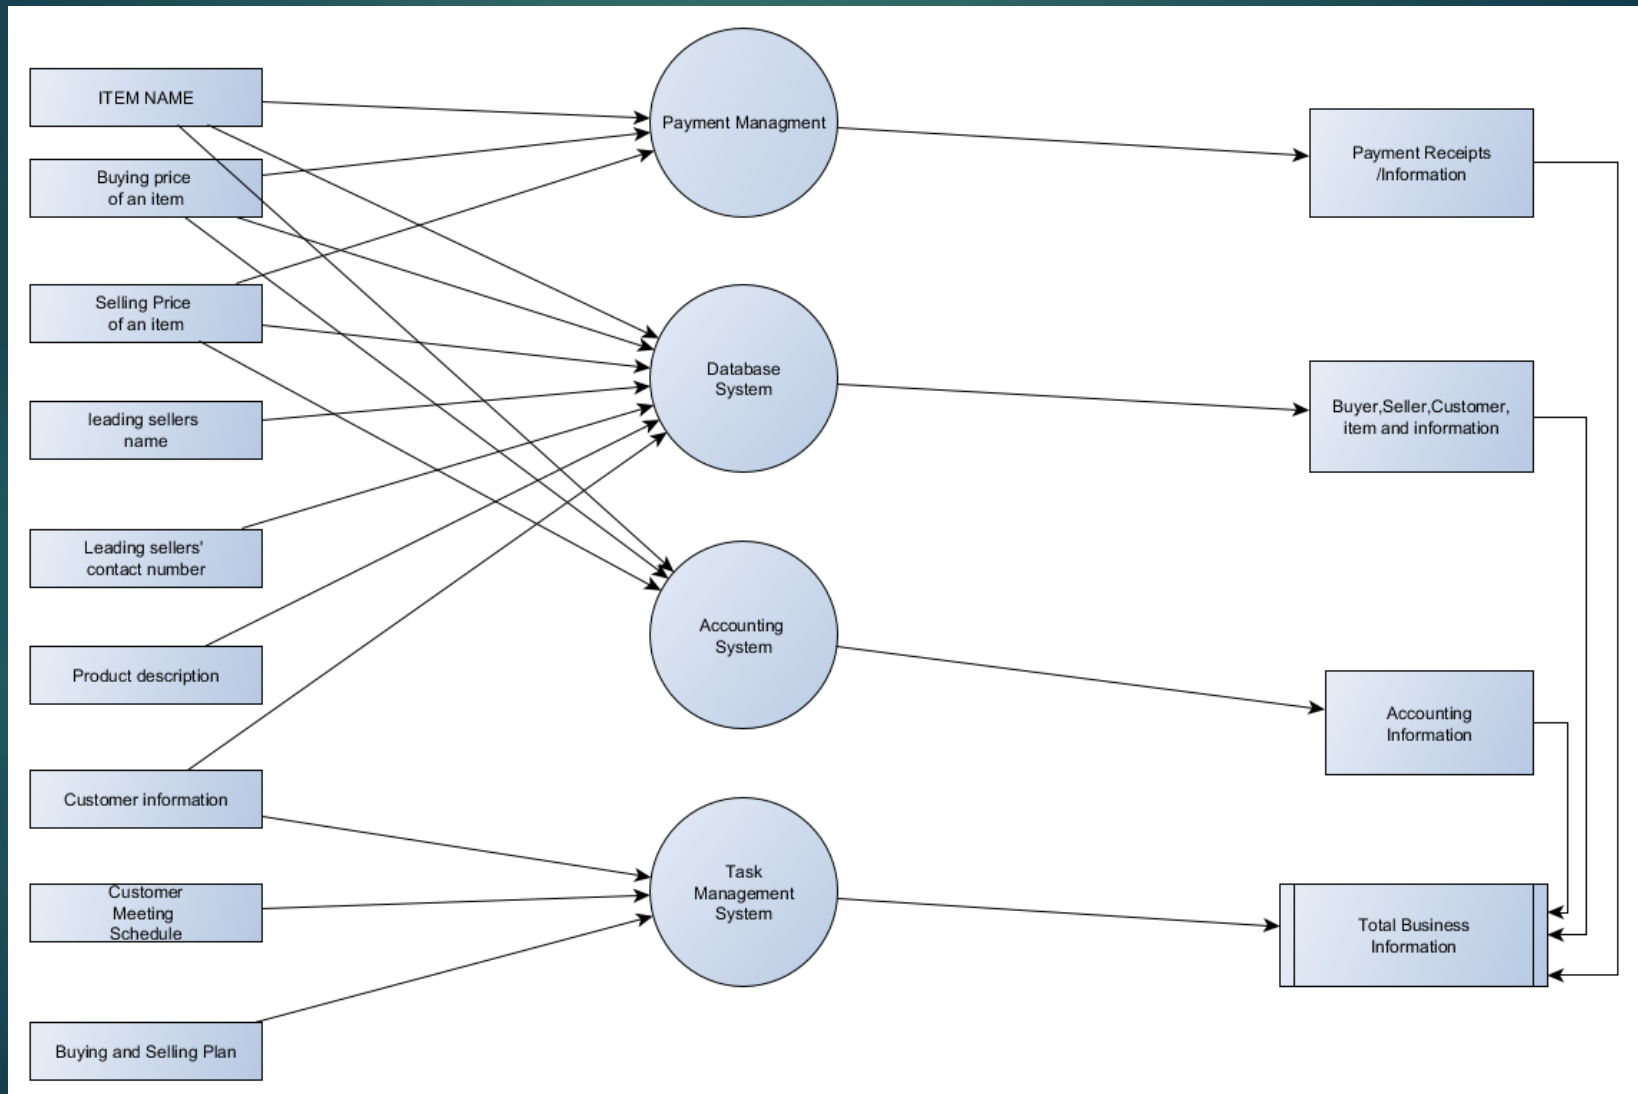 ITEM NAME
Buying price
of an item
Selling Price
of an item
leading sellers
name
Leading sellers'
contact number
Product description
Customer information
Customer
Meeting
Schedule
Buying and Selling Plan
Payment Managment
Database
System
Accounting
System
Task
Management
System
Payment Receipts
/Information
Buyer,Seller,Customer,
item and information
Accounting
Information
Total Business
Information